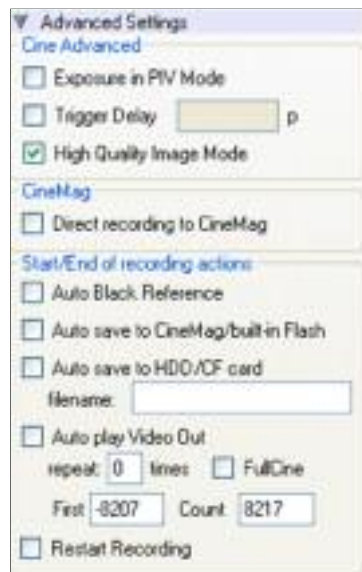 Advanced Settings
Cine Advanced
Exposure in PIV Mode
Trigger Delay p
High Quality Image Mode
CineMag
Direct recording to CineMag
Start/End of recording actions
Auto Black Reference
Auto save to CineMag/built-in Flash
Auto save to HDD/CF card
filename:
Auto play Video Out
repeat: 0 times FullCine
First -8207 Count 8217
Restart Recording